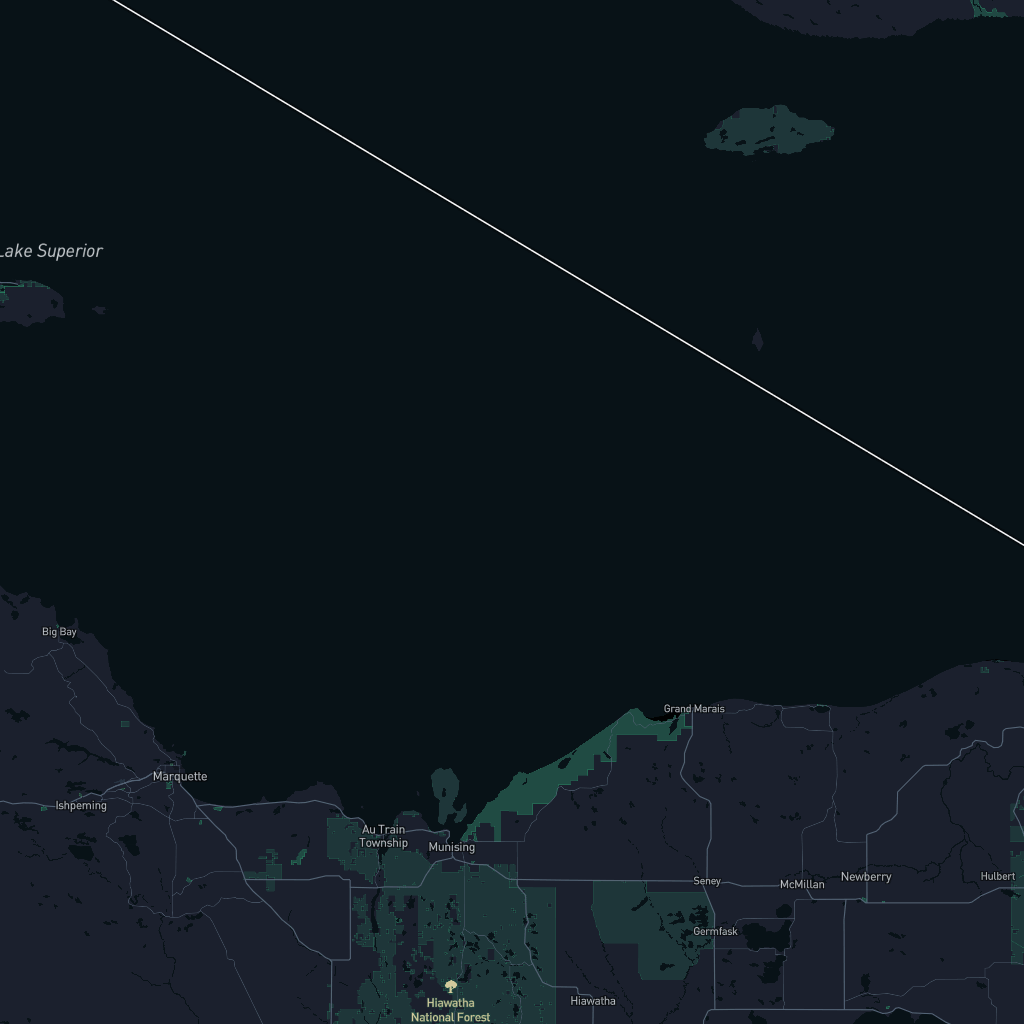 Lake Superior
Big Bay
Grand Marais
Marquette
Ishpeming
Au Train
Township
Munising
Seney
McMillan
Newberry
Hulbert
Germfask
Hiawatha
National Forest
Hiawatha